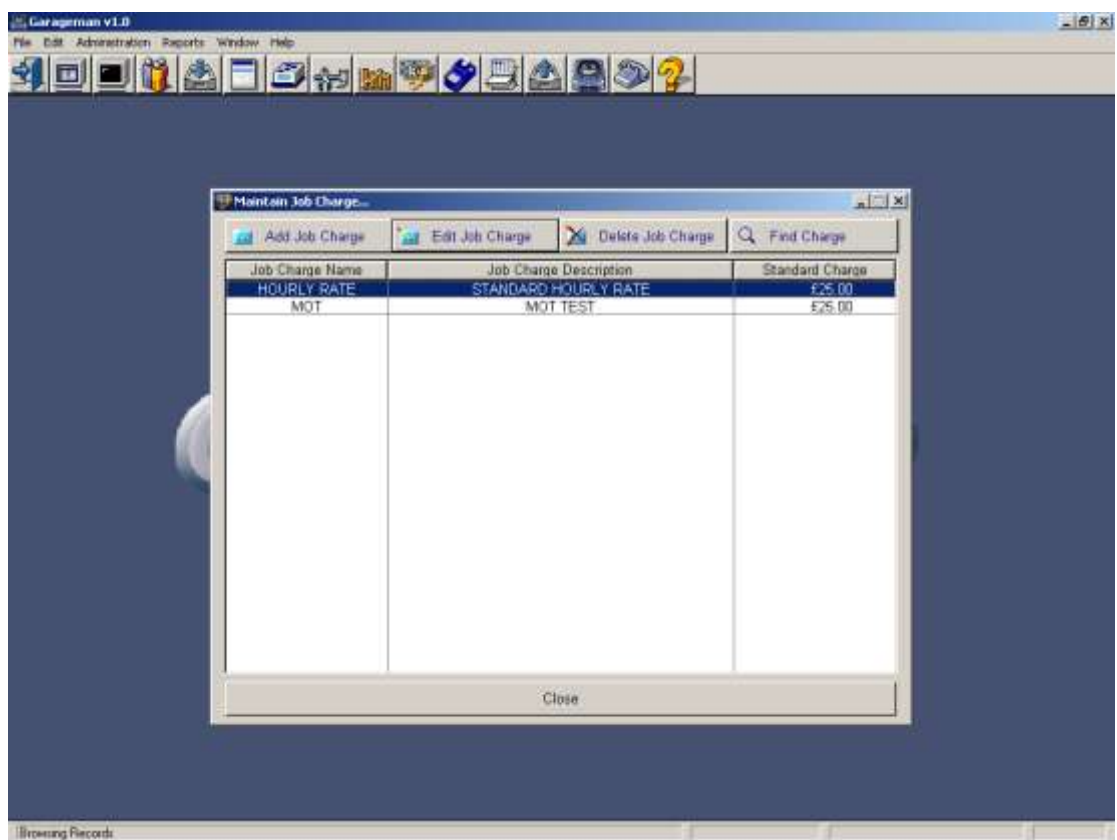 Garageman v1.0
File Edit Administration Reports Window Help
Maintain Job Charge...
Add Job Charge Edit Job Charge Delete Job Charge Find Charge
Job Charge Name Job Charge Description Standard Charge
HOURLY RATE STANDARD HOURLY RATE £25.00
MOT MOT TEST £25.00
Close
Browsing Records